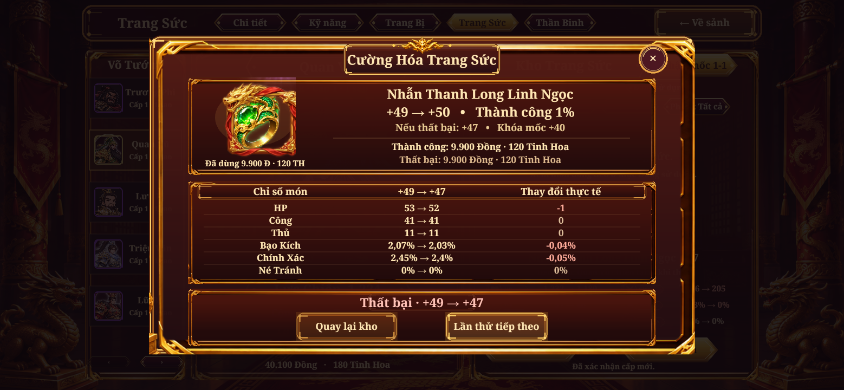 Trang Sức
Chi tiết
Kỹ năng
Trang Bị
Trang Sức
Thần Binh
← Về sảnh
Cường Hóa Trang Sức
×
Nhẫn Thanh Long Linh Ngọc
+49 → +50 • Thành công 1%
Nếu thất bại: +47 • Khóa mốc +40
Thành công: 9.900 Đồng · 120 Tinh Hoa
Thất bại: 9.900 Đồng · 120 Tinh Hoa
Đã dùng 9.900 Đ · 120 TH
Chỉ số món +49 → +47 Thay đổi thực tế
HP 53 → 52 -1
Công 41 → 41 0
Thủ 11 → 11 0
Bạo Kích 2,07% → 2,03% -0,04%
Chính Xác 2,45% → 2,4% -0,05%
Né Tránh 0% → 0% 0%
Thất bại · +49 → +47
Quay lại kho
Lần thử tiếp theo
40.100 Đồng · 180 Tinh Hoa
Đã xác nhận cấp mới.